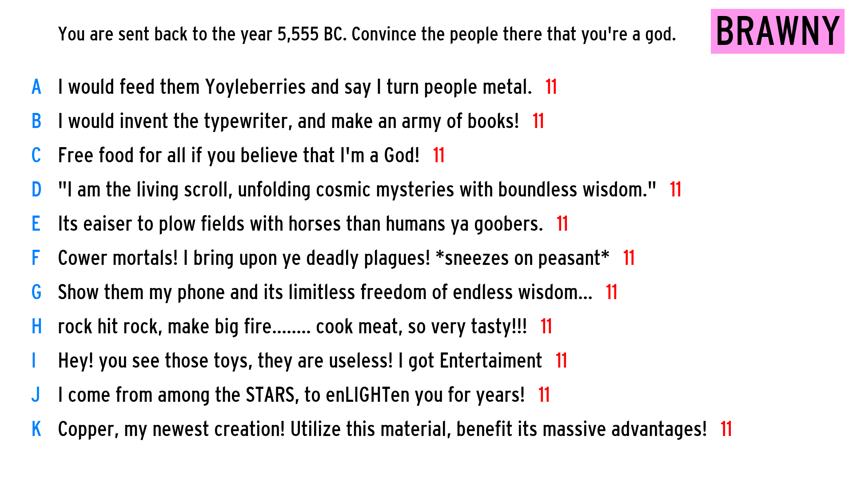 You are sent back to the year 5,555 BC. Convince the people there that you're a god.
BRAWNY
A I would feed them Yoyleberries and say I turn people metal. 11
B I would invent the typewriter, and make an army of books! 11
C Free food for all if you believe that I'm a God! 11
D "I am the living scroll, unfolding cosmic mysteries with boundless wisdom." 11
E Its eaiser to plow fields with horses than humans ya goobers. 11
F Cower mortals! I bring upon ye deadly plagues! *sneezes on peasant* 11
G Show them my phone and its limitless freedom of endless wisdom... 11
H rock hit rock, make big fire........ cook meat, so very tasty!!! 11
I Hey! you see those toys, they are useless! I got Entertaiment 11
J I come from among the STARS, to enLIGHTen you for years! 11
K Copper, my newest creation! Utilize this material, benefit its massive advantages! 11